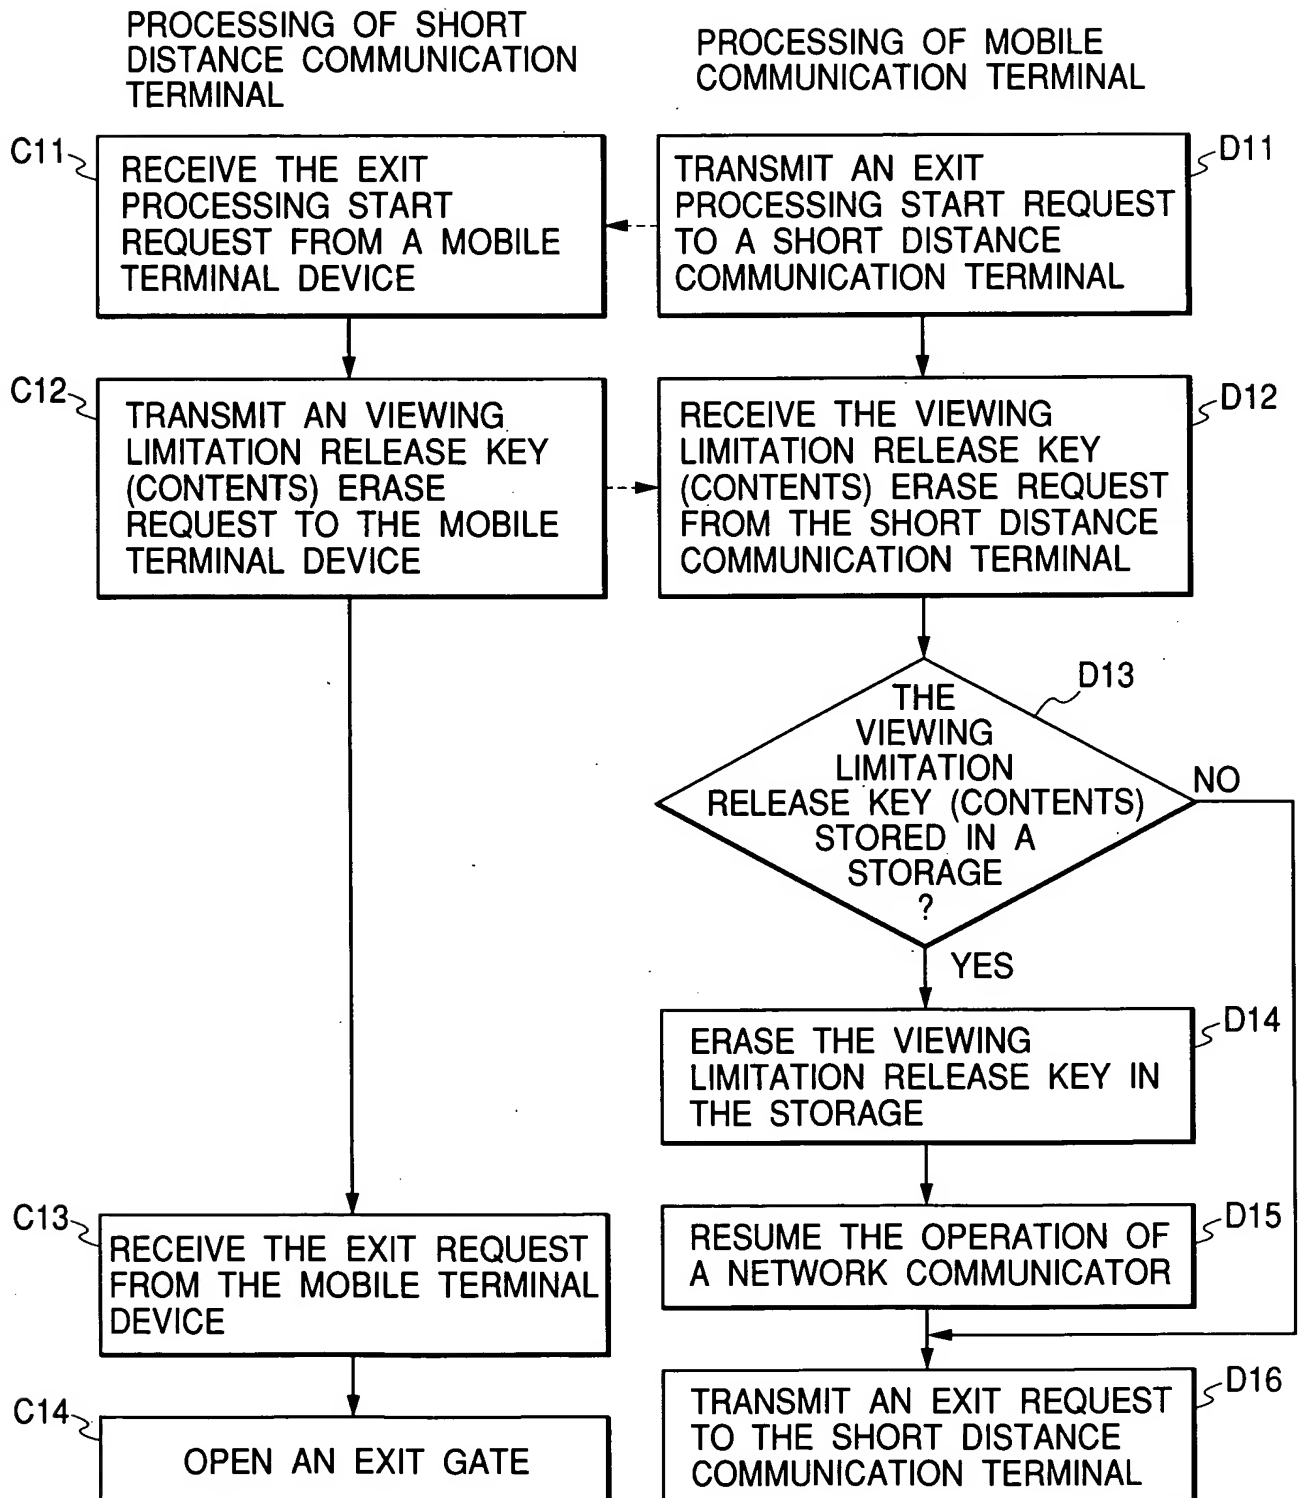 PROCESSING OF SHORT
DISTANCE COMMUNICATION
TERMINAL
PROCESSING OF MOBILE
COMMUNICATION TERMINAL
C11
RECEIVE THE EXIT
PROCESSING START
REQUEST FROM A MOBILE
TERMINAL DEVICE
D11
TRANSMIT AN EXIT
PROCESSING START REQUEST
TO A SHORT DISTANCE
COMMUNICATION TERMINAL
C12
TRANSMIT AN VIEWING
LIMITATION RELEASE KEY
(CONTENTS) ERASE
REQUEST TO THE MOBILE
TERMINAL DEVICE
D12
RECEIVE THE VIEWING
LIMITATION RELEASE KEY
(CONTENTS) ERASE REQUEST
FROM THE SHORT DISTANCE
COMMUNICATION TERMINAL
D13
THE
VIEWING
LIMITATION
RELEASE KEY (CONTENTS)
STORED IN A
STORAGE
?
NO
YES
D14
ERASE THE VIEWING
LIMITATION RELEASE KEY IN
THE STORAGE
D15
RESUME THE OPERATION OF
A NETWORK COMMUNICATOR
C13
RECEIVE THE EXIT REQUEST
FROM THE MOBILE TERMINAL
DEVICE
D16
TRANSMIT AN EXIT REQUEST
TO THE SHORT DISTANCE
COMMUNICATION TERMINAL
C14
OPEN AN EXIT GATE